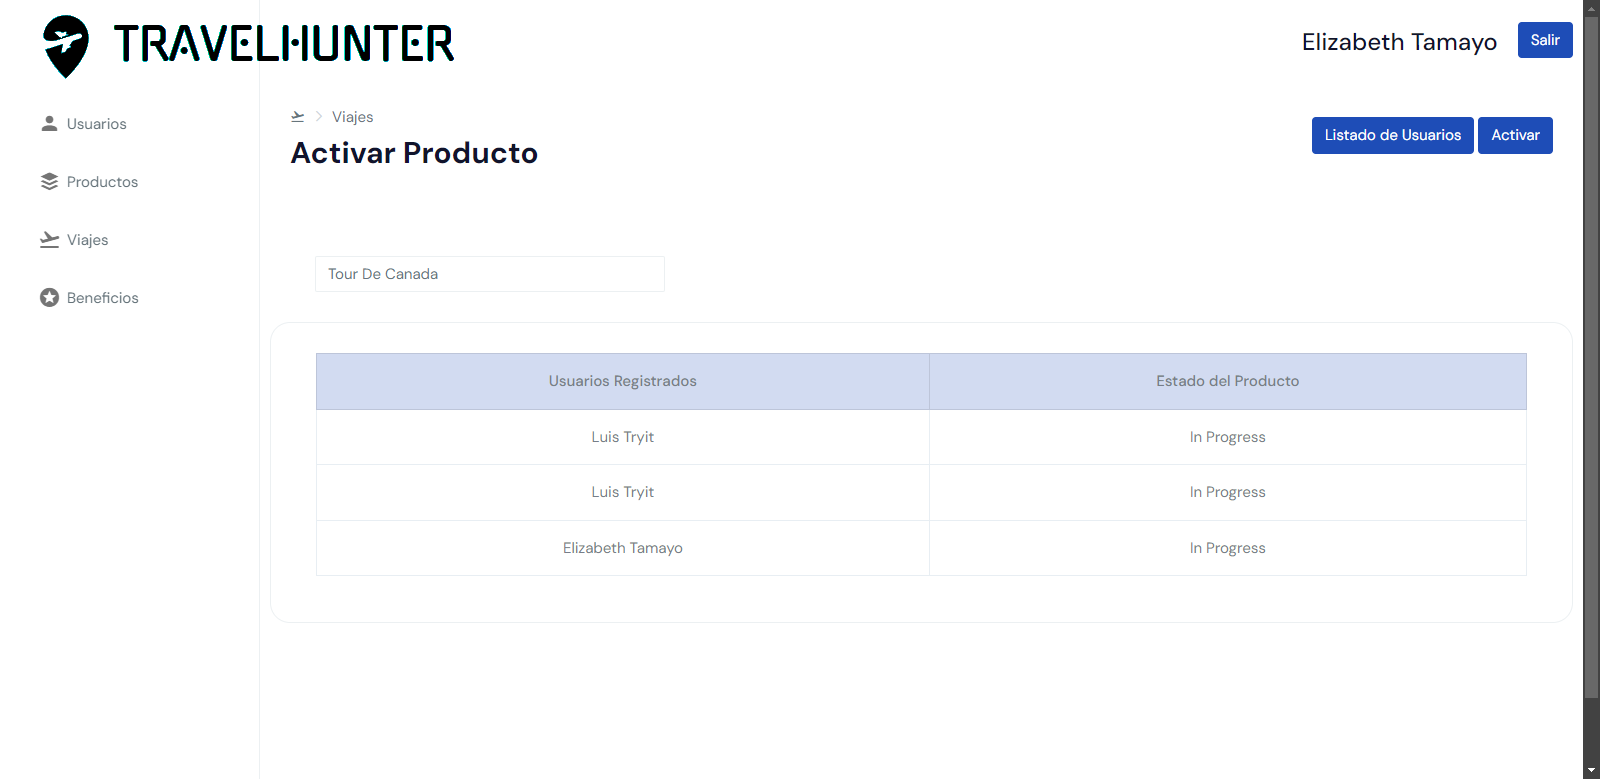 TRAVELHUNTER
Elizabeth Tamayo
Salir
Usuarios
Productos
Viajes
Beneficios
Viajes
Activar Producto
Listado de Usuarios
Activar
Tour De Canada
Usuarios Registrados Estado del Producto
Luis Tryit In Progress
Luis Tryit In Progress
Elizabeth Tamayo In Progress